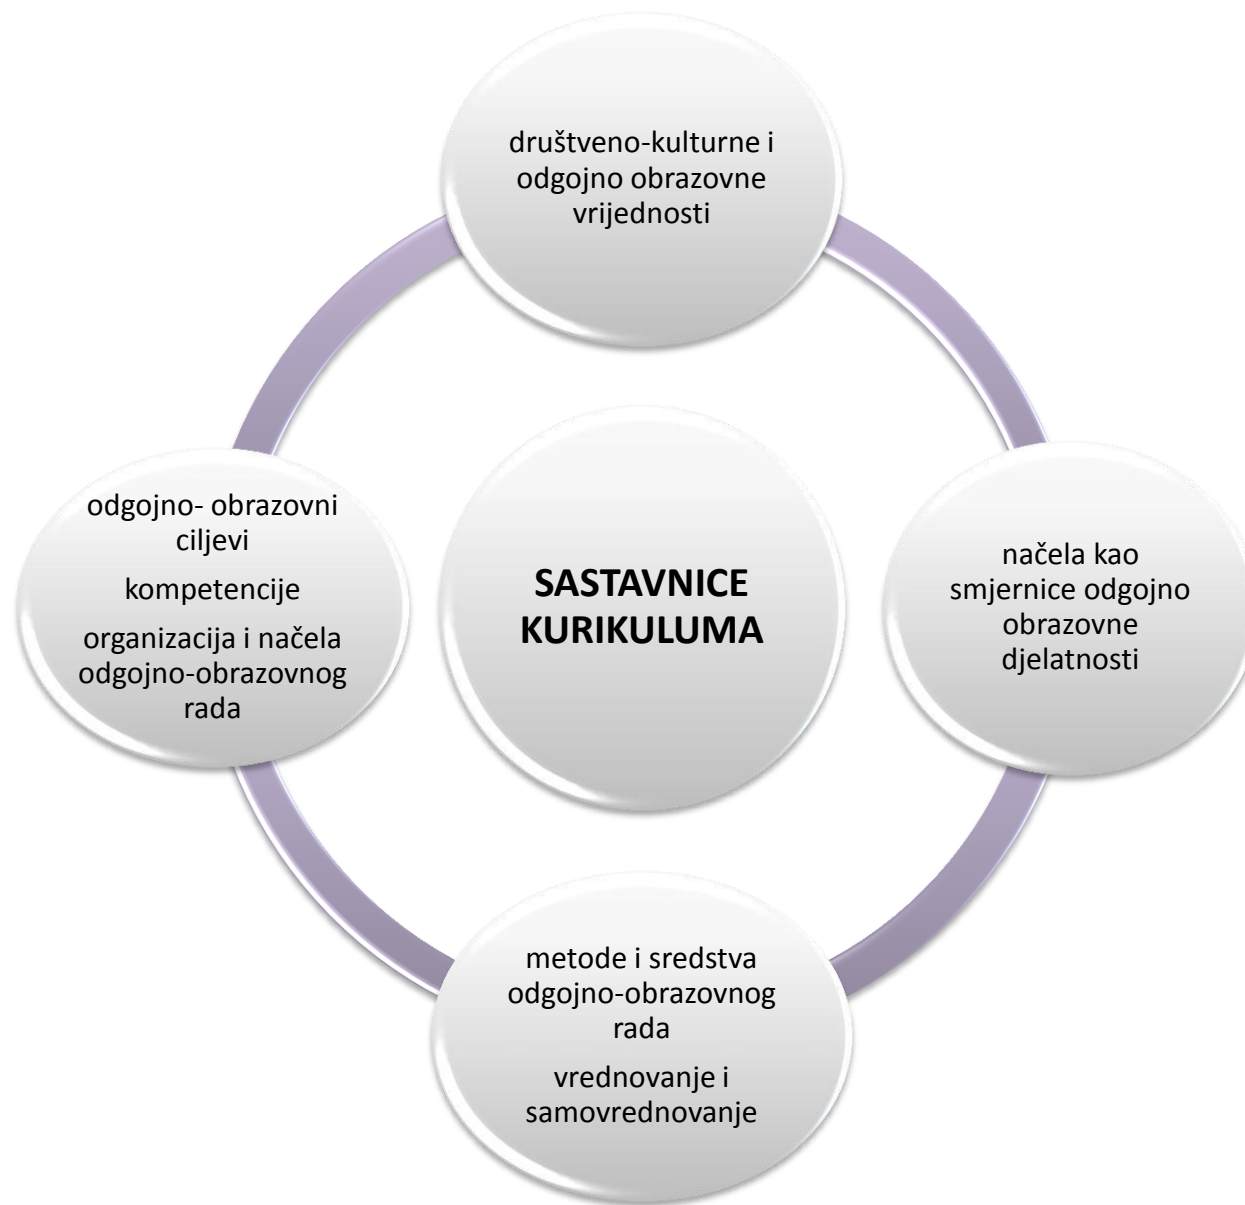 društveno-kulturne i
odgojno obrazovne
vrijednosti
odgojno- obrazovni
ciljevi
kompetencije
organizacija i načela
odgojno-obrazovnog
rada
SASTAVNICE
KURIKULUMA
načela kao
smjernice odgojno
obrazovne
djelatnosti
metode i sredstva
odgojno-obrazovnog
rada
vrednovanje i
samovrednovanje